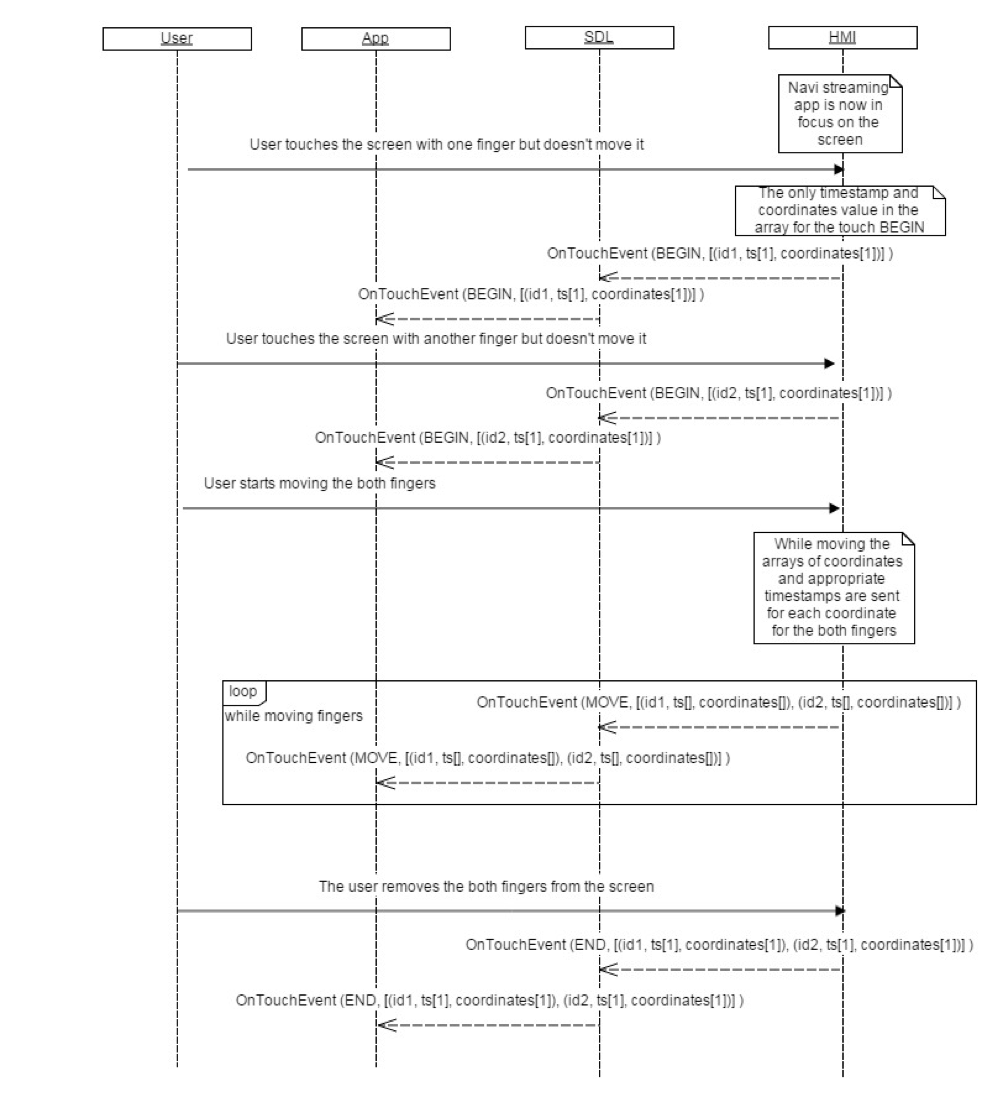 User
App
SDL
HMI
Navi streaming
app is now in
focus on the
screen
User touches the screen with one finger but doesn't move it
The only timestamp and
coordinates value in the
array for the touch BEGIN
OnTouchEvent (BEGIN, [(id1, ts[1], coordinates[1])] )
OnTouchEvent (BEGIN, [(id1, ts[1], coordinates[1])] )
User touches the screen with another finger but doesn't move it
OnTouchEvent (BEGIN, [(id2, ts[1], coordinates[1])] )
OnTouchEvent (BEGIN, [(id2, ts[1], coordinates[1])] )
User starts moving the both fingers
While moving the
arrays of coordinates
and appropriate
timestamps are sent
for each coordinate
for the both fingers
loop
while moving fingers
OnTouchEvent (MOVE, [(id1, ts[], coordinates[]), (id2, ts[], coordinates[])] )
OnTouchEvent (MOVE, [(id1, ts[], coordinates[]), (id2, ts[], coordinates[])] )
The user removes the both fingers from the screen
OnTouchEvent (END, [(id1, ts[1], coordinates[1]), (id2, ts[1], coordinates[1])] )
OnTouchEvent (END, [(id1, ts[1], coordinates[1]), (id2, ts[1], coordinates[1])] )